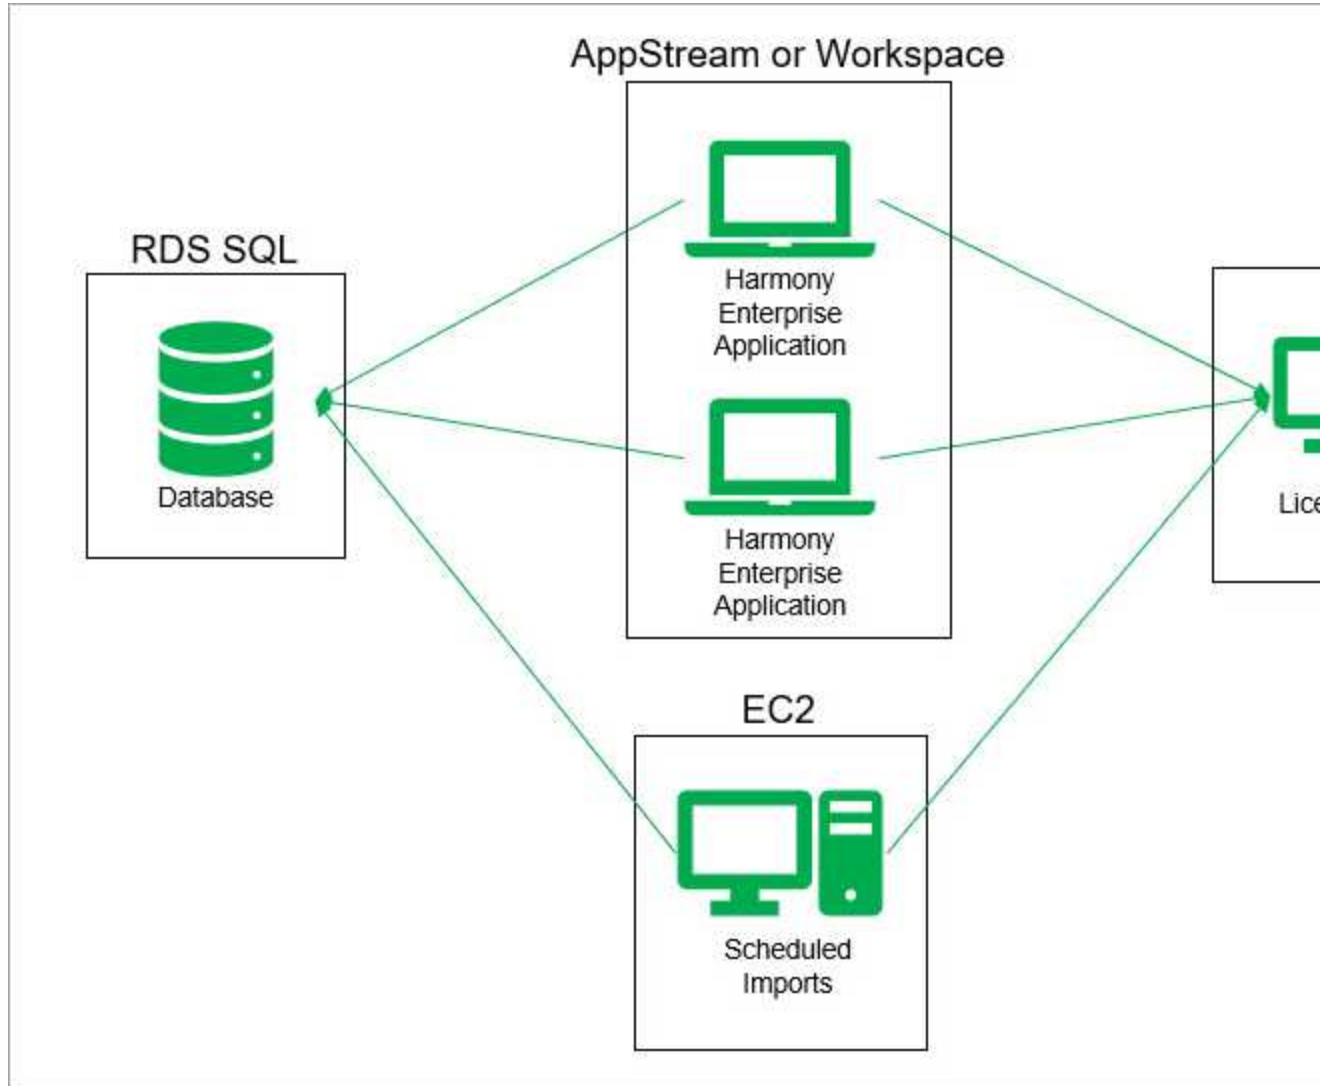 AppStream or Workspace
Harmony
Enterprise
Application
RDS SQL
Database
Harmony
Enterprise
Application
EC2
Scheduled
Imports